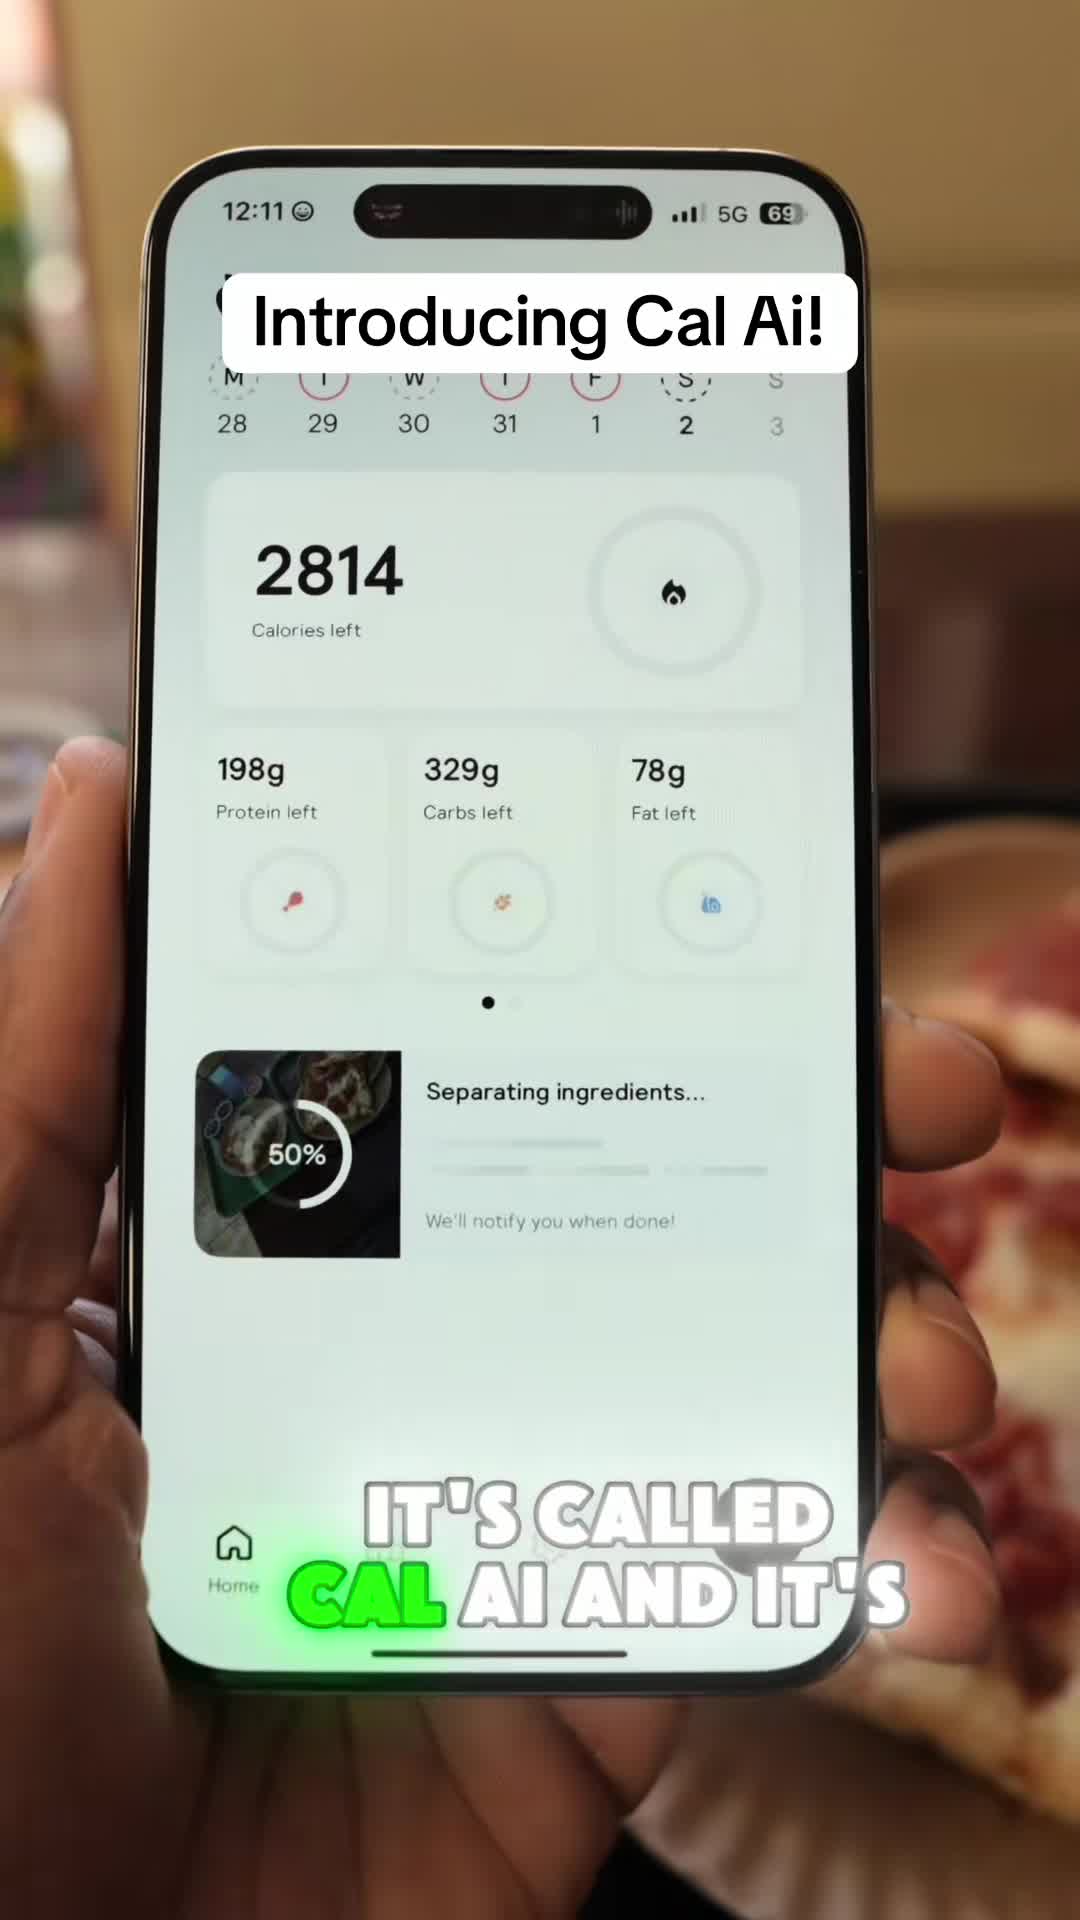 12:11
5G
69
Introducing Cal Ai!
M T W T F S S
28 29 30 31 1 2 3
2814
Calories left
198g
Protein left
329g
Carbs left
78g
Fat left
50%
Separating ingredients...
We'll notify you when done!
Home
IT'S CALLED
CAL AI AND IT'S